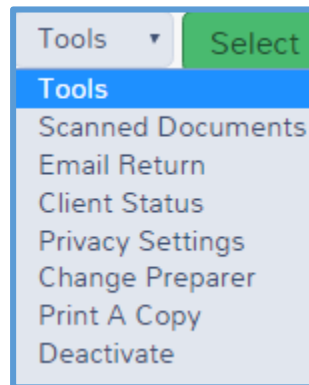 Tools Select
Tools
Scanned Documents
Email Return
Client Status
Privacy Settings
Change Preparer
Print A Copy
Deactivate